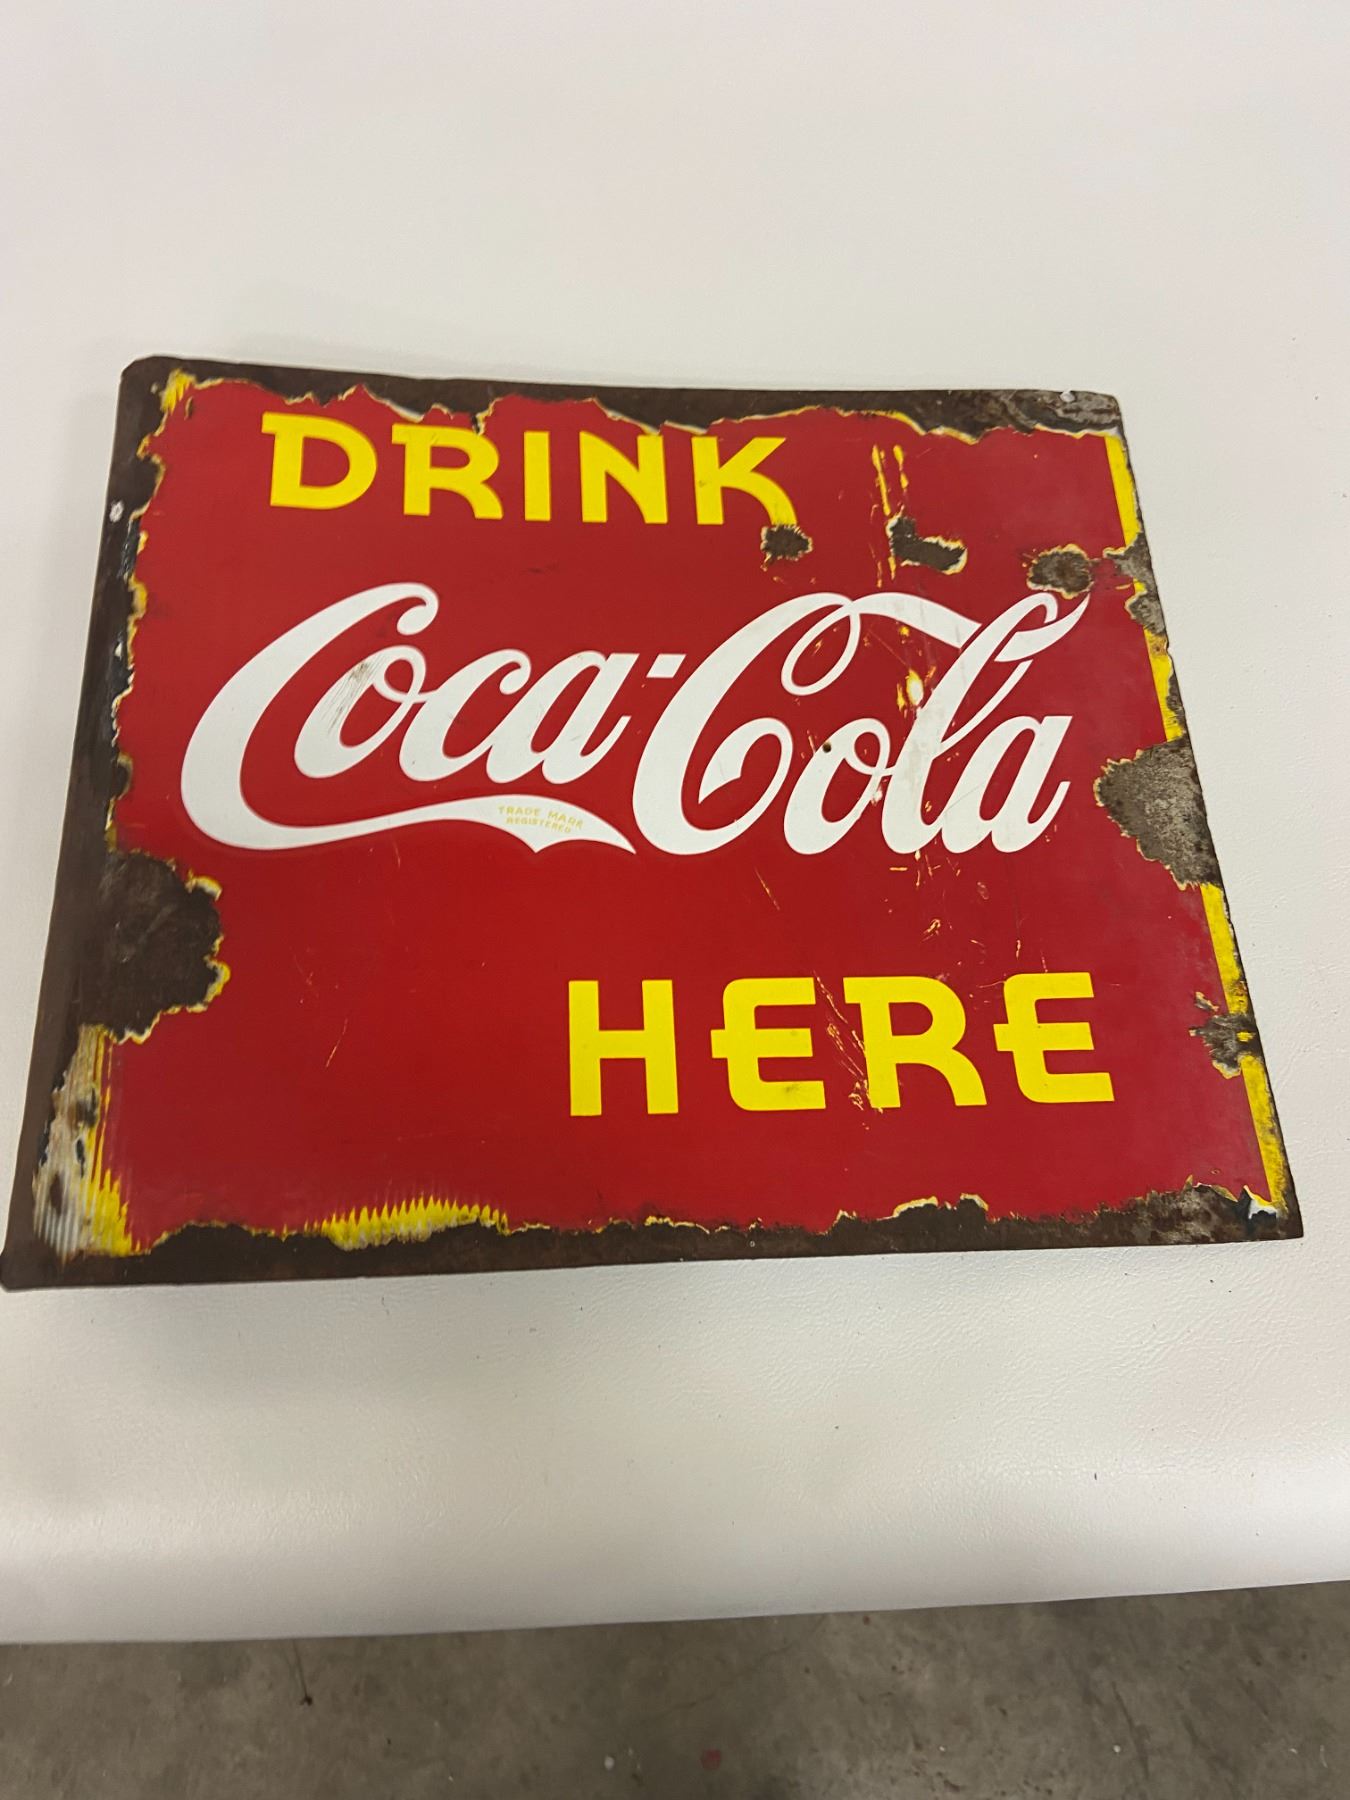 DRINK
Coca-Cola
TRADE MARK
REGISTERED
HERE